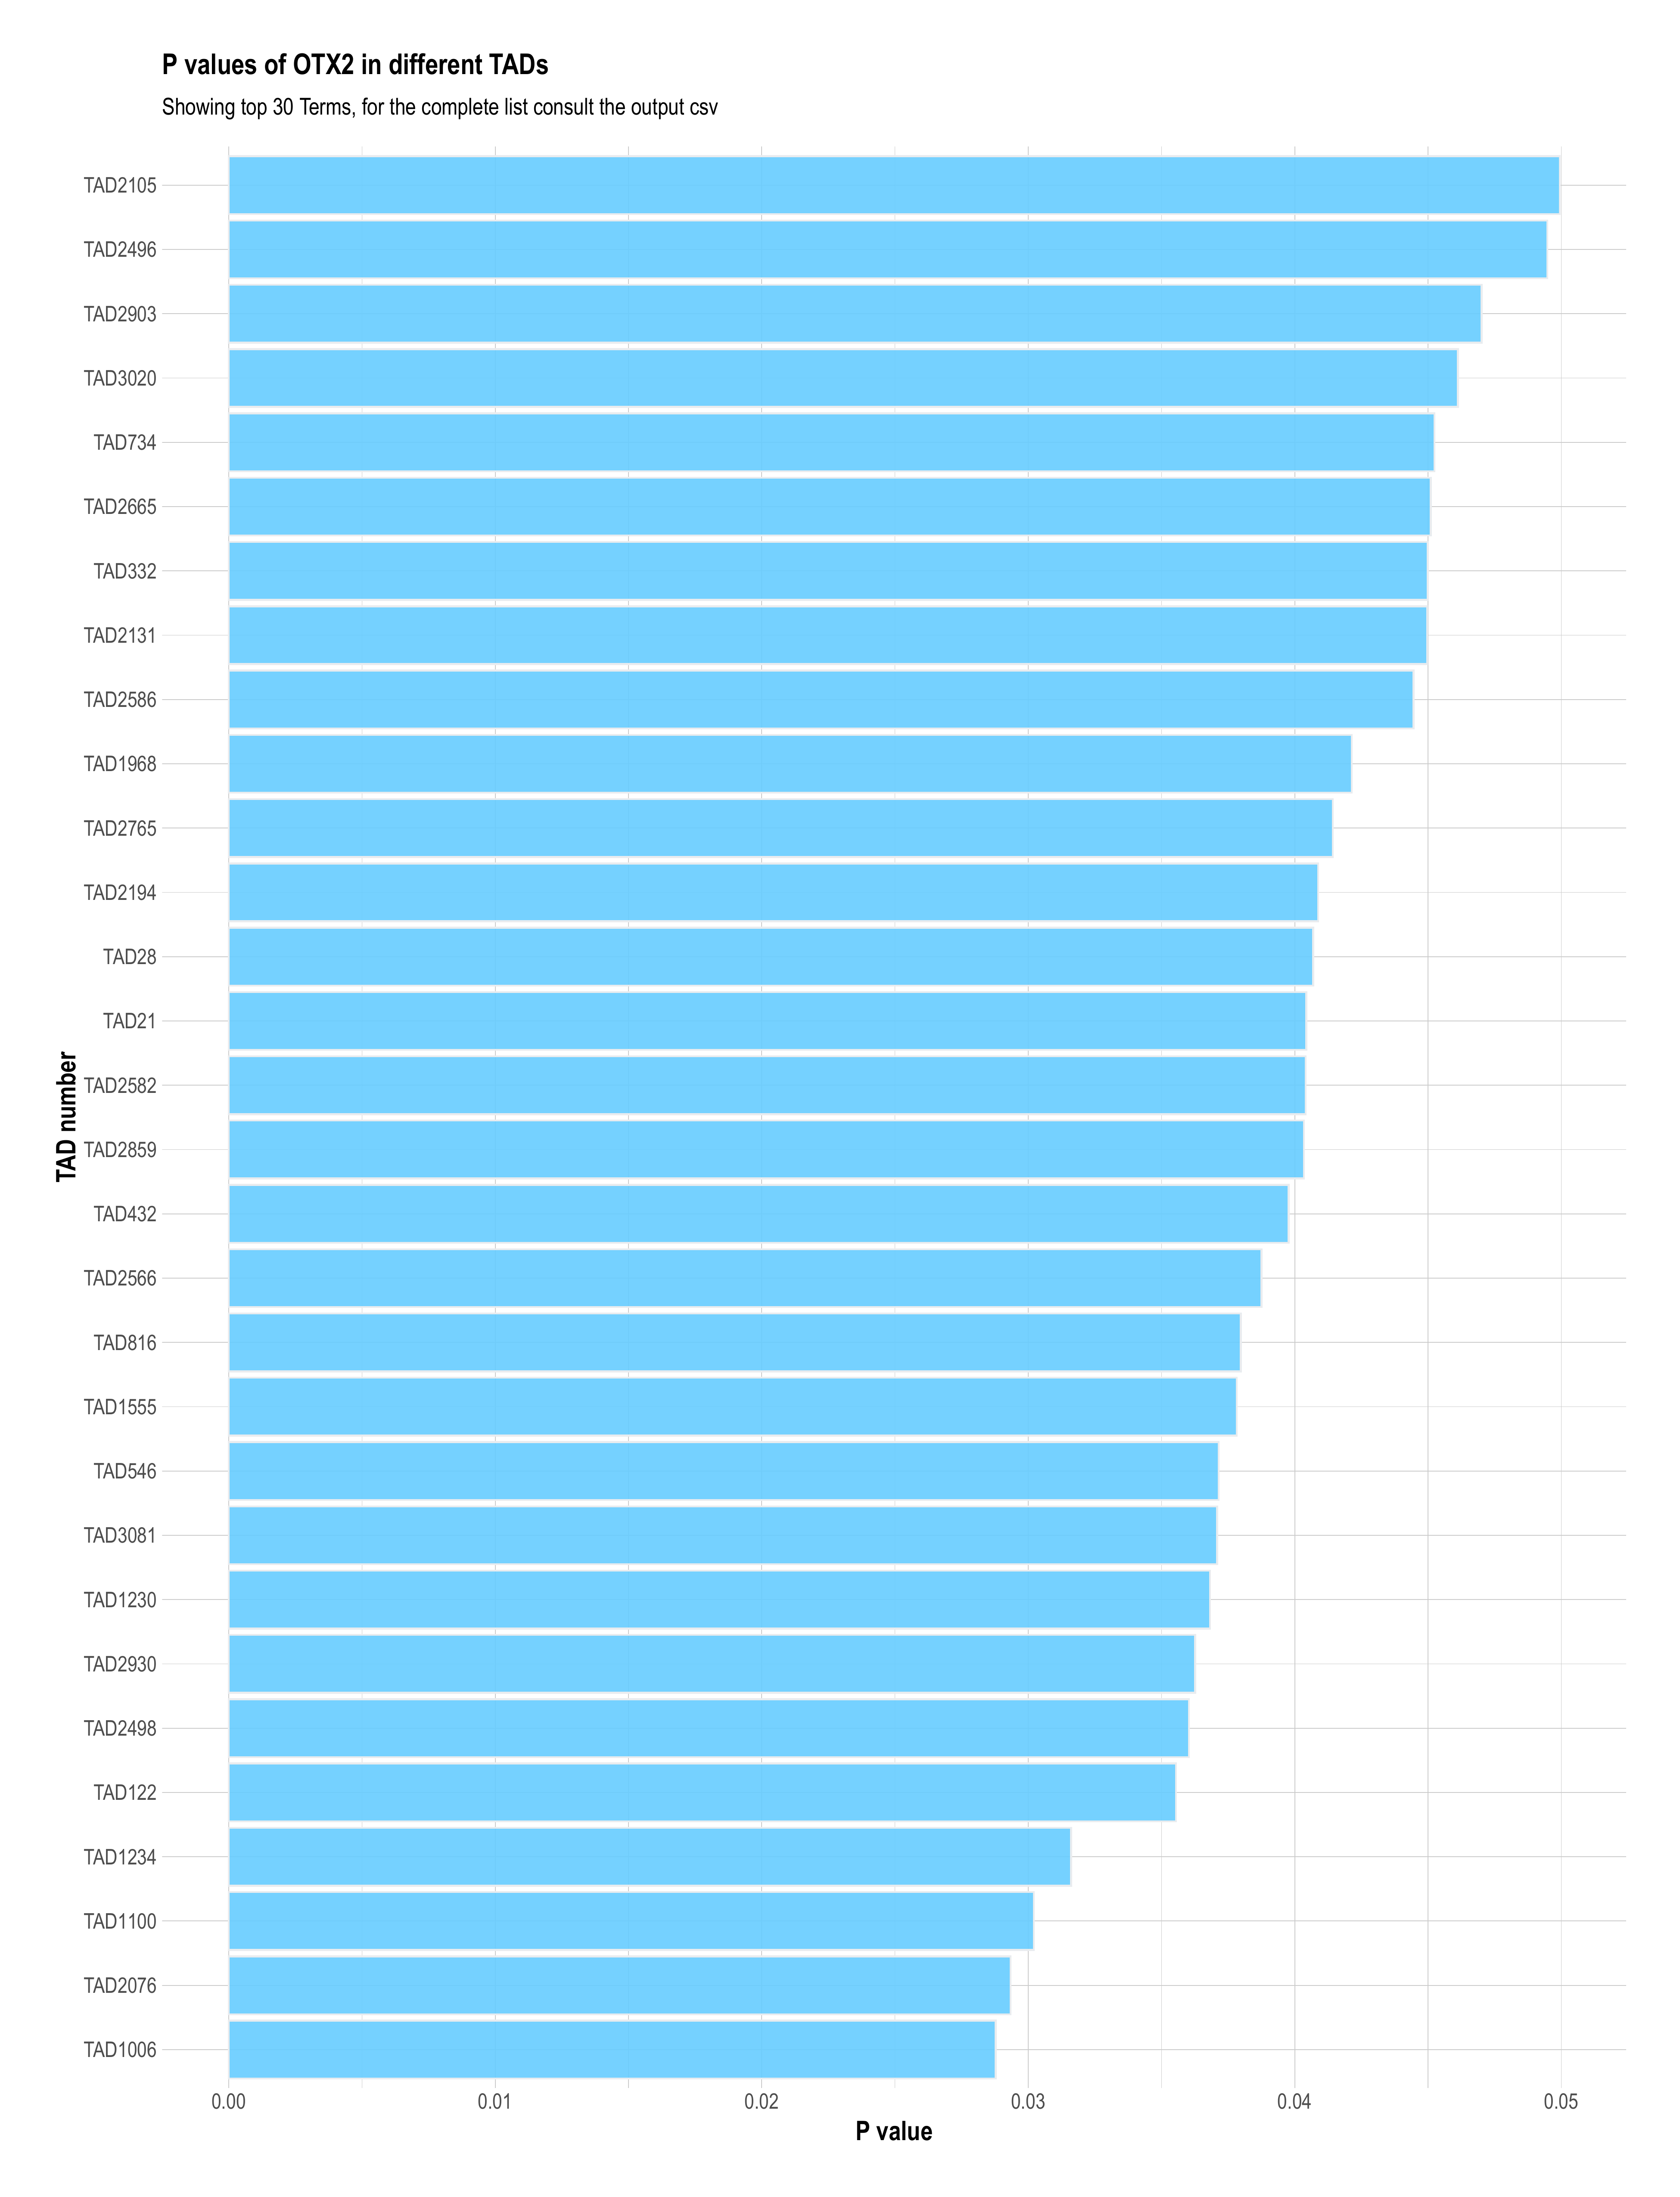 P values of OTX2 in different TADs
Showing top 30 Terms, for the complete list consult the output csv
TAD2105
TAD2496
TAD2903
TAD3020
TAD734
TAD2665
TAD332
TAD2131
TAD2586
TAD1968
TAD2765
TAD2194
TAD28
TAD21
TAD2582
TAD2859
TAD432
TAD2566
TAD816
TAD1555
TAD546
TAD3081
TAD1230
TAD2930
TAD2498
TAD122
TAD1234
TAD1100
TAD2076
TAD1006
TAD number
0.00 0.01 0.02 0.03 0.04 0.05
P value